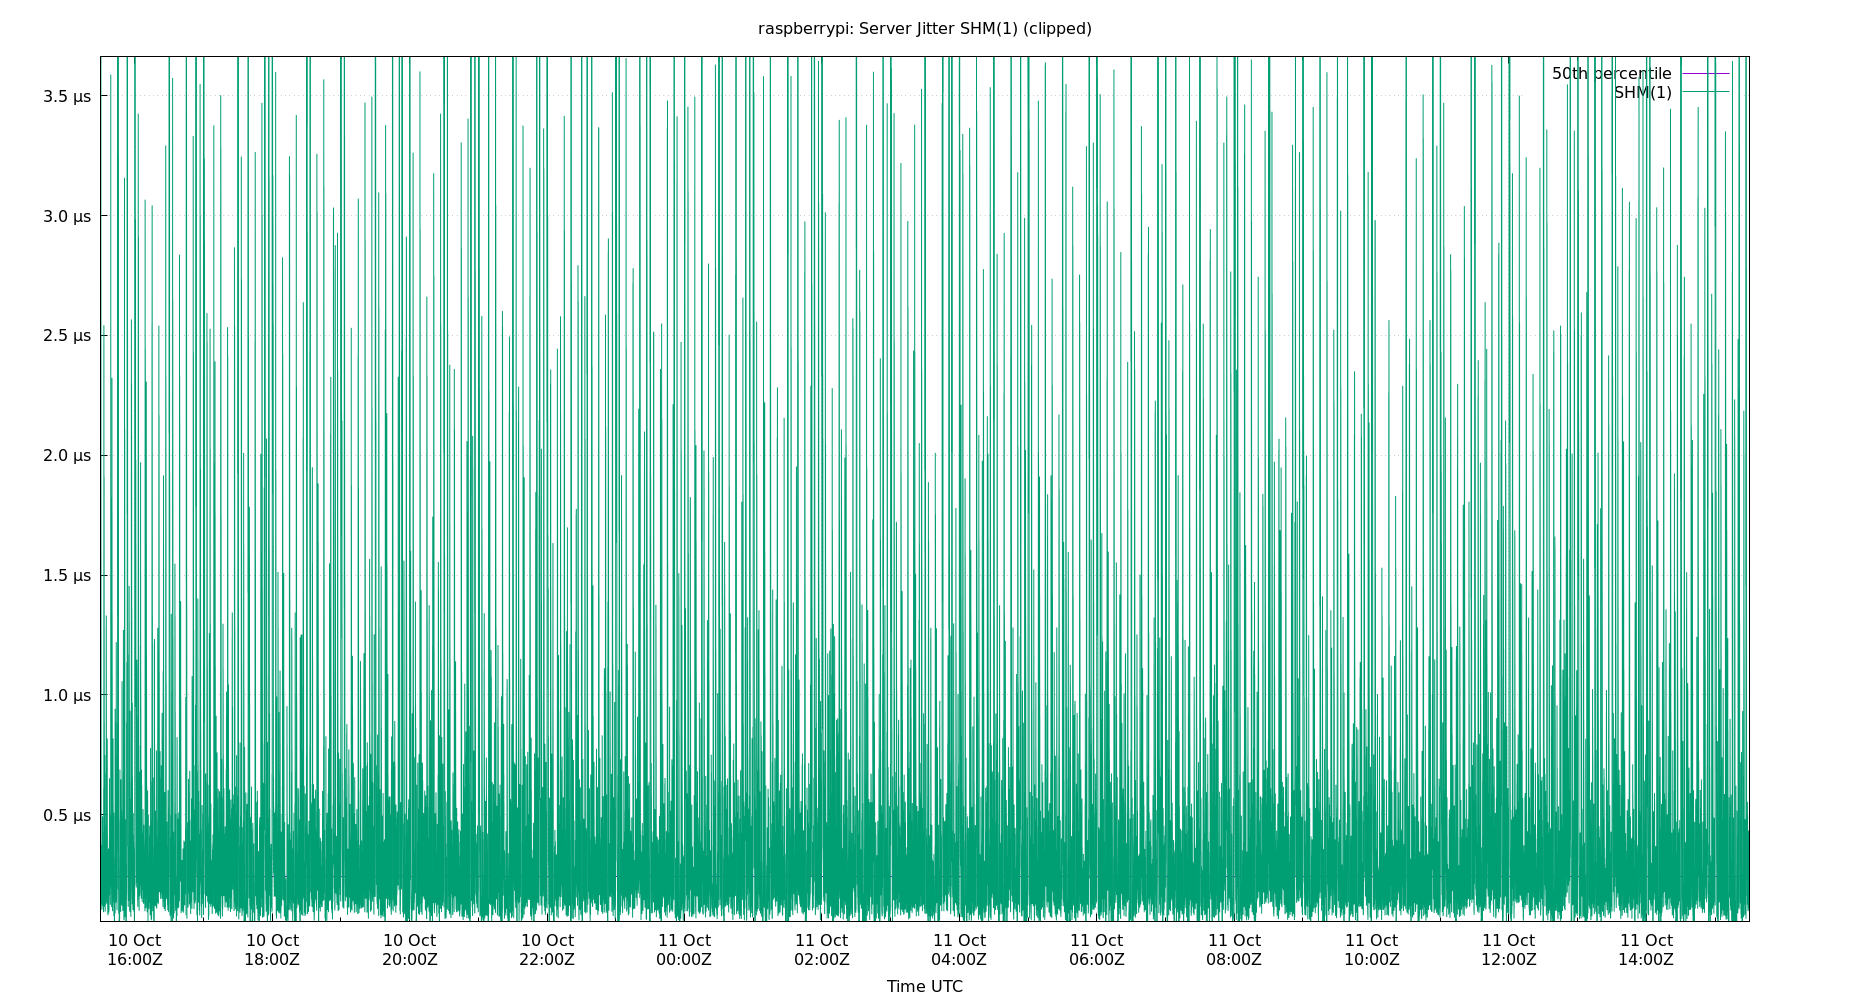 raspberrypi: Server Jitter SHM(1) (clipped)
50th percentile
SHM(1)
3.5 µs
3.0 µs
2.5 µs
2.0 µs
1.5 µs
1.0 µs
0.5 µs
10 Oct 10 Oct 10 Oct 10 Oct 11 Oct 11 Oct 11 Oct 11 Oct 11 Oct 11 Oct 11 Oct 11 Oct
16:00Z 18:00Z 20:00Z 22:00Z 00:00Z 02:00Z 04:00Z 06:00Z 08:00Z 10:00Z 12:00Z 14:00Z
Time UTC